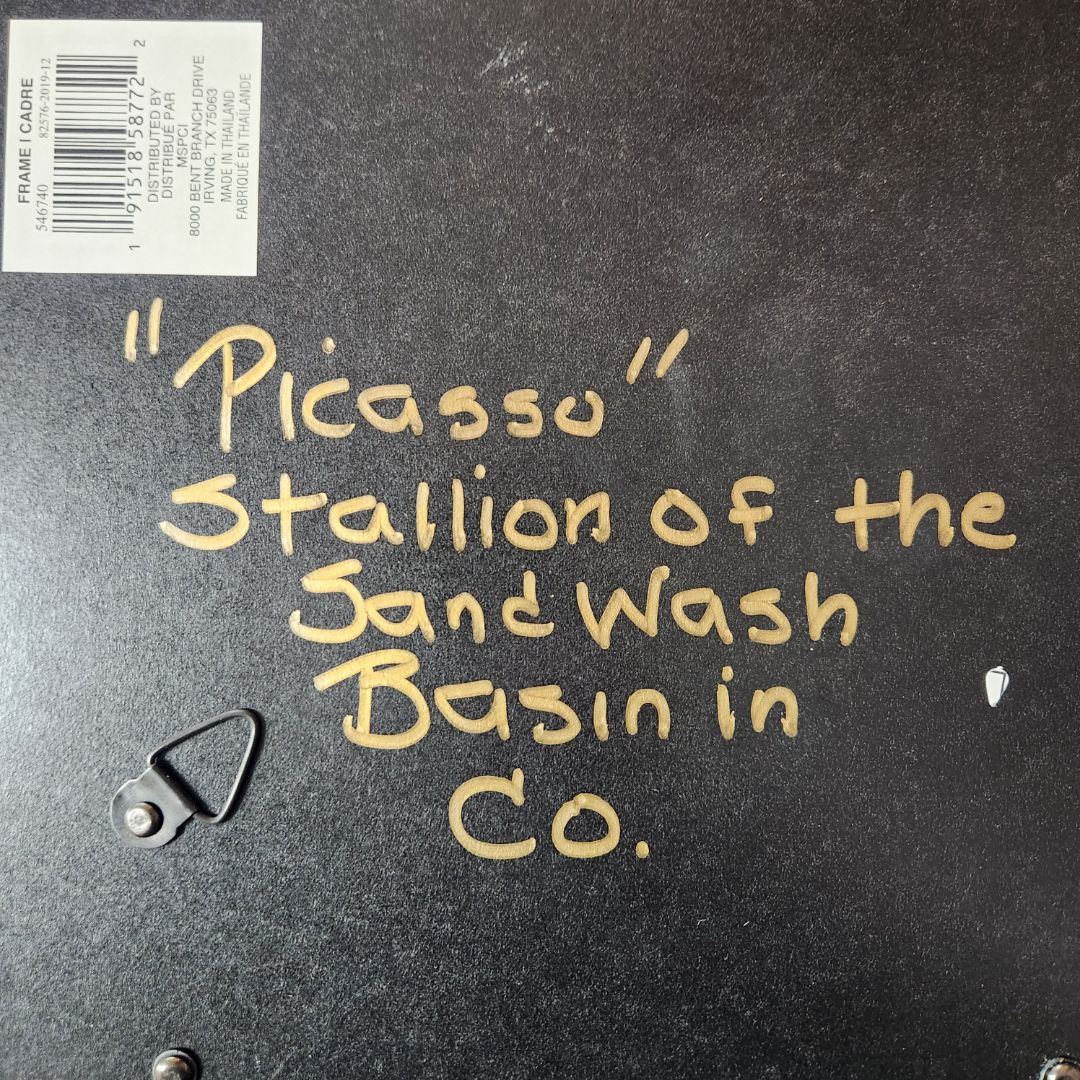 FRAME | CADRE
546740 82576-2019-12
1 91518 58772 2
DISTRIBUTED BY
DISTRIBUÉ PAR
MSPCI
8000 BENT BRANCH DRIVE
IRVING, TX 75063
MADE IN THAILAND
FABRIQUÉ EN THAÏLANDE
"Picasso"
Stallion of the
Sand Wash
Basin in
Co.